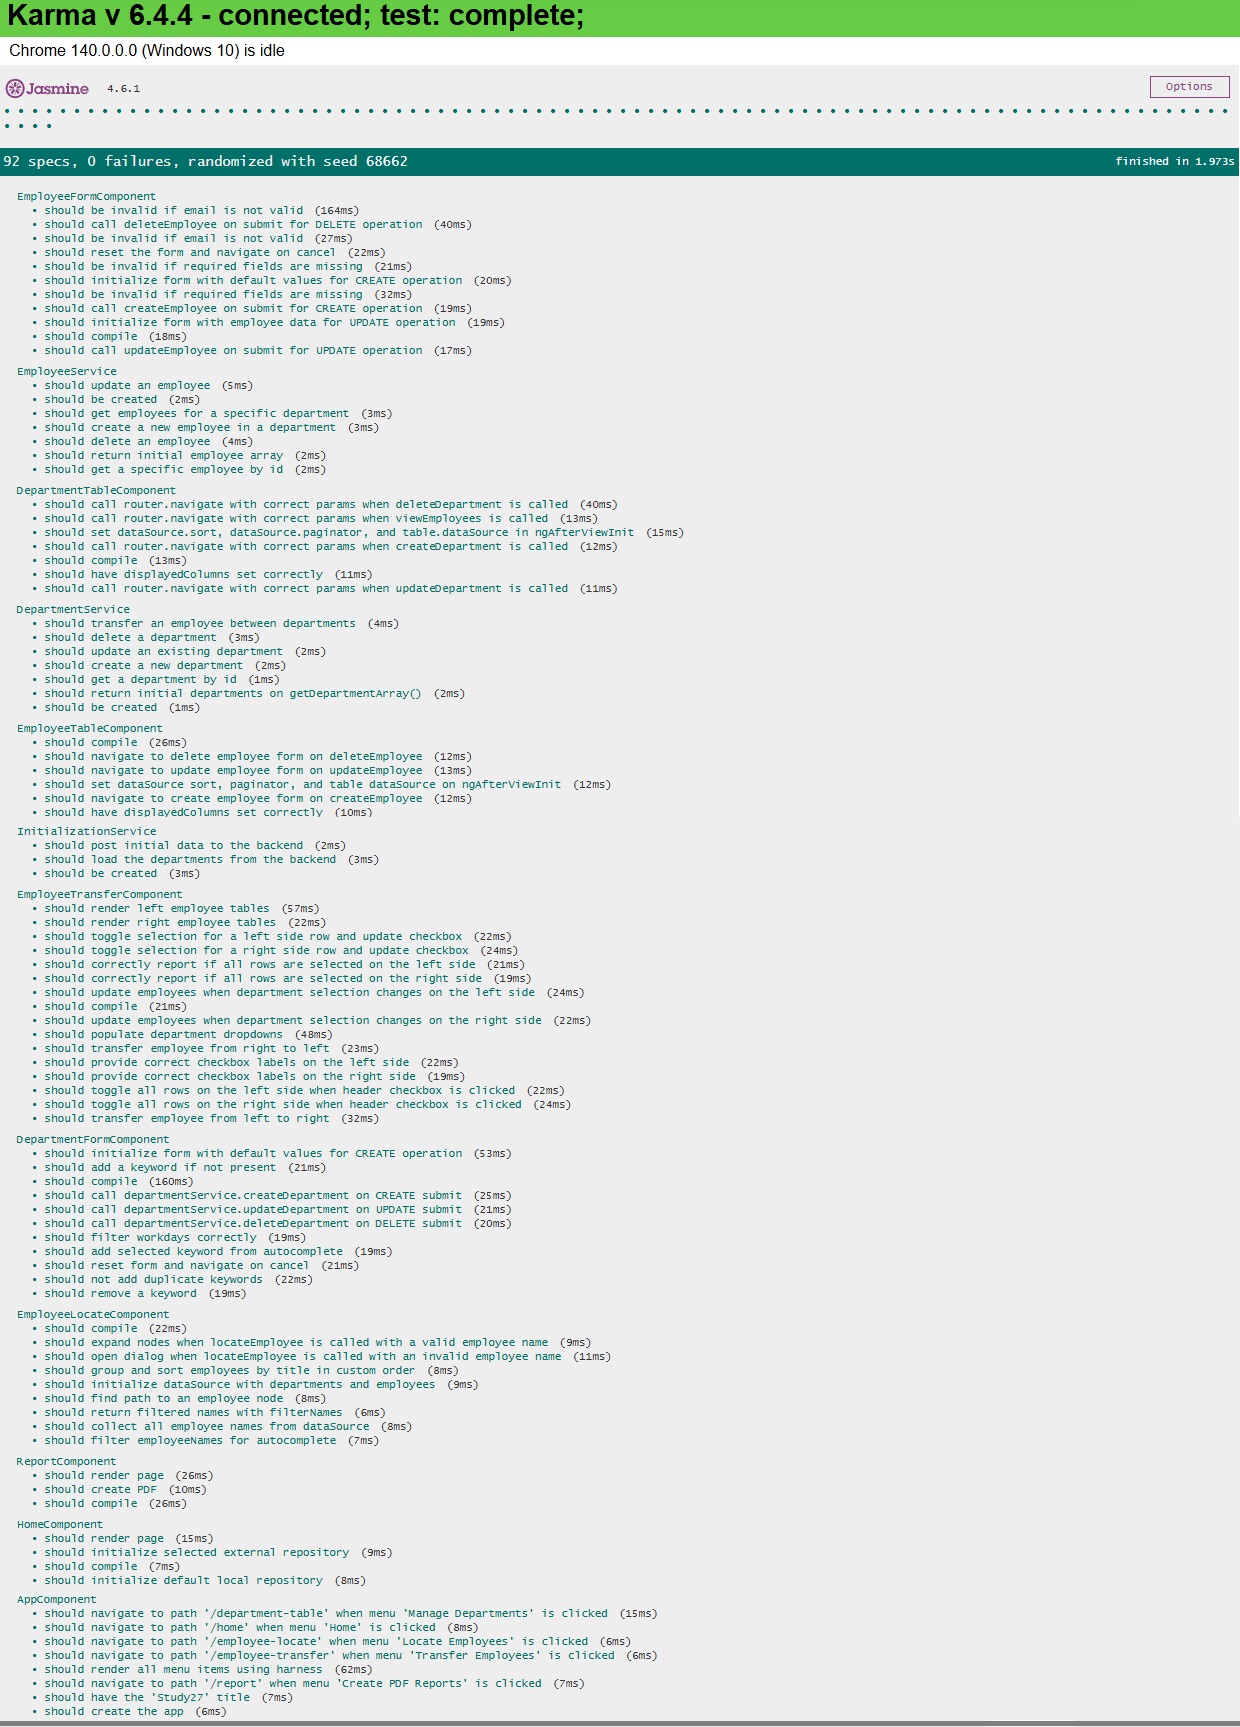 Karma v 6.4.4 - connected; test: complete;
Chrome 140.0.0.0 (Windows 10) is idle
Jasmine 4.6.1 Options
92 specs, 0 failures, randomized with seed 68662 finished in 1.973s
EmployeeFormComponent
• should be invalid if email is not valid (164ms)
• should call deleteEmployee on submit for DELETE operation (40ms)
• should be invalid if email is not valid (27ms)
• should reset the form and navigate on cancel (22ms)
• should be invalid if required fields are missing (21ms)
• should initialize form with default values for CREATE operation (20ms)
• should be invalid if required fields are missing (32ms)
• should call createEmployee on submit for CREATE operation (19ms)
• should initialize form with employee data for UPDATE operation (19ms)
• should compile (18ms)
• should call updateEmployee on submit for UPDATE operation (17ms)
EmployeeService
• should update an employee (5ms)
• should be created (2ms)
• should get employees for a specific department (3ms)
• should create a new employee in a department (3ms)
• should delete an employee (4ms)
• should return initial employee array (2ms)
• should get a specific employee by id (2ms)
DepartmentTableComponent
• should call router.navigate with correct params when deleteDepartment is called (40ms)
• should call router.navigate with correct params when viewEmployees is called (13ms)
• should set dataSource.sort, dataSource.paginator, and table.dataSource in ngAfterViewInit (15ms)
• should call router.navigate with correct params when createDepartment is called (12ms)
• should compile (13ms)
• should have displayedColumns set correctly (11ms)
• should call router.navigate with correct params when updateDepartment is called (11ms)
DepartmentService
• should transfer an employee between departments (4ms)
• should delete a department (3ms)
• should update an existing department (2ms)
• should create a new department (2ms)
• should get a department by id (1ms)
• should return initial departments on getDepartmentArray() (2ms)
• should be created (1ms)
EmployeeTableComponent
• should compile (26ms)
• should navigate to delete employee form on deleteEmployee (12ms)
• should navigate to update employee form on updateEmployee (13ms)
• should set dataSource sort, paginator, and table dataSource on ngAfterViewInit (12ms)
• should navigate to create employee form on createEmployee (12ms)
• should have displayedColumns set correctly (10ms)
InitializationService
• should post initial data to the backend (2ms)
• should load the departments from the backend (3ms)
• should be created (3ms)
EmployeeTransferComponent
• should render left employee tables (57ms)
• should render right employee tables (22ms)
• should toggle selection for a left side row and update checkbox (22ms)
• should toggle selection for a right side row and update checkbox (24ms)
• should correctly report if all rows are selected on the left side (21ms)
• should correctly report if all rows are selected on the right side (19ms)
• should update employees when department selection changes on the left side (24ms)
• should compile (21ms)
• should update employees when department selection changes on the right side (22ms)
• should populate department dropdowns (48ms)
• should transfer employee from right to left (23ms)
• should provide correct checkbox labels on the left side (22ms)
• should provide correct checkbox labels on the right side (19ms)
• should toggle all rows on the left side when header checkbox is clicked (22ms)
• should toggle all rows on the right side when header checkbox is clicked (24ms)
• should transfer employee from left to right (32ms)
DepartmentFormComponent
• should initialize form with default values for CREATE operation (53ms)
• should add a keyword if not present (21ms)
• should compile (160ms)
• should call departmentService.createDepartment on CREATE submit (25ms)
• should call departmentService.updateDepartment on UPDATE submit (21ms)
• should call departmentService.deleteDepartment on DELETE submit (20ms)
• should filter workdays correctly (19ms)
• should add selected keyword from autocomplete (19ms)
• should reset form and navigate on cancel (21ms)
• should not add duplicate keywords (22ms)
• should remove a keyword (19ms)
EmployeeLocateComponent
• should compile (22ms)
• should expand nodes when locateEmployee is called with a valid employee name (9ms)
• should open dialog when locateEmployee is called with an invalid employee name (11ms)
• should group and sort employees by title in custom order (8ms)
• should initialize dataSource with departments and employees (9ms)
• should find path to an employee node (8ms)
• should return filtered names with filterNames (6ms)
• should collect all employee names from dataSource (8ms)
• should filter employeeNames for autocomplete (7ms)
ReportComponent
• should render page (26ms)
• should create PDF (10ms)
• should compile (26ms)
HomeComponent
• should render page (15ms)
• should initialize selected external repository (9ms)
• should compile (7ms)
• should initialize default local repository (8ms)
AppComponent
• should navigate to path '/department-table' when menu 'Manage Departments' is clicked (15ms)
• should navigate to path '/home' when menu 'Home' is clicked (8ms)
• should navigate to path '/employee-locate' when menu 'Locate Employees' is clicked (6ms)
• should navigate to path '/employee-transfer' when menu 'Transfer Employees' is clicked (6ms)
• should render all menu items using harness (62ms)
• should navigate to path '/report' when menu 'Create PDF Reports' is clicked (7ms)
• should have the 'Study27' title (7ms)
• should create the app (6ms)